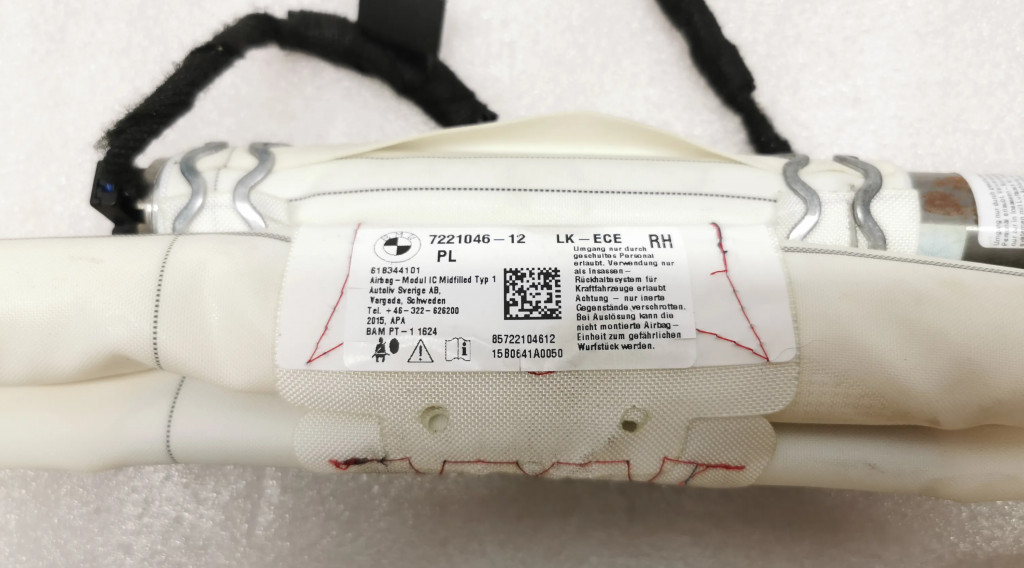 BMW
7221046-12 LK-ECE RH
PL
618344101
Airbag-Modul IC Midfilled Typ 1
Autoliv Sverige AB,
Vargada, Schweden
Tel. +46-322-626200
2015, APA
BAM PT-1 1624
85722104612
15B0641A0050
Umgang nur durch
geschultes Personal
erlaubt. Verwendung nur
als Insassen-
Rückhaltesystem für
Kraftfahrzeuge erlaubt
Achtung - nur inerte
Gegenstände verschrotten.
Bei Auslösung kann die
nicht montierte Airbag-
Einheit zum gefährlichen
Wurfstück werden.